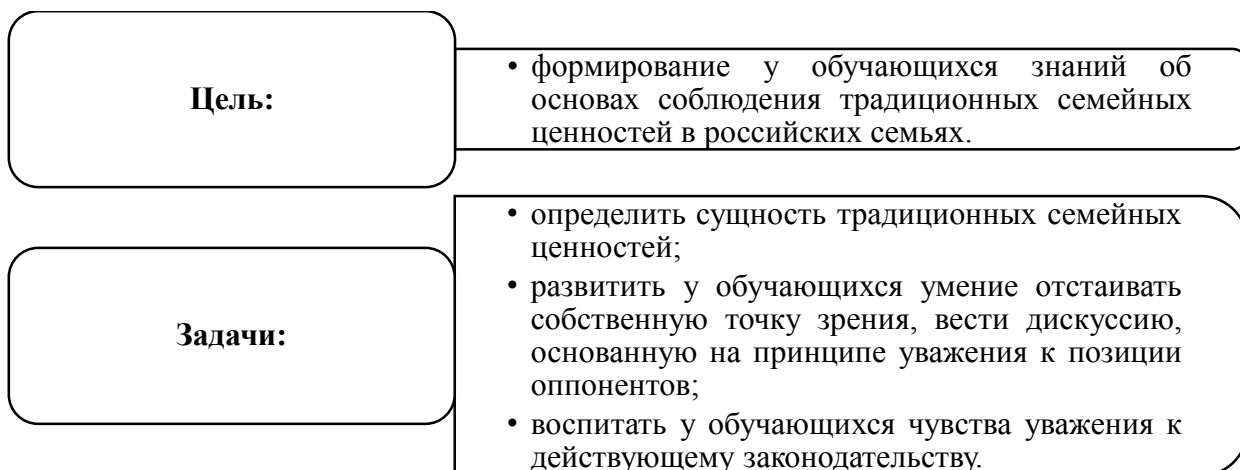 Цель:
• формирование у обучающихся знаний об
основах соблюдения традиционных семейных
ценностей в российских семьях.
Задачи:
• определить сущность традиционных семейных
ценностей;
• развитить у обучающихся умение отстаивать
собственную точку зрения, вести дискуссию,
основанную на принципе уважения к позиции
оппонентов;
• воспитать у обучающихся чувства уважения к
действующему законодательству.